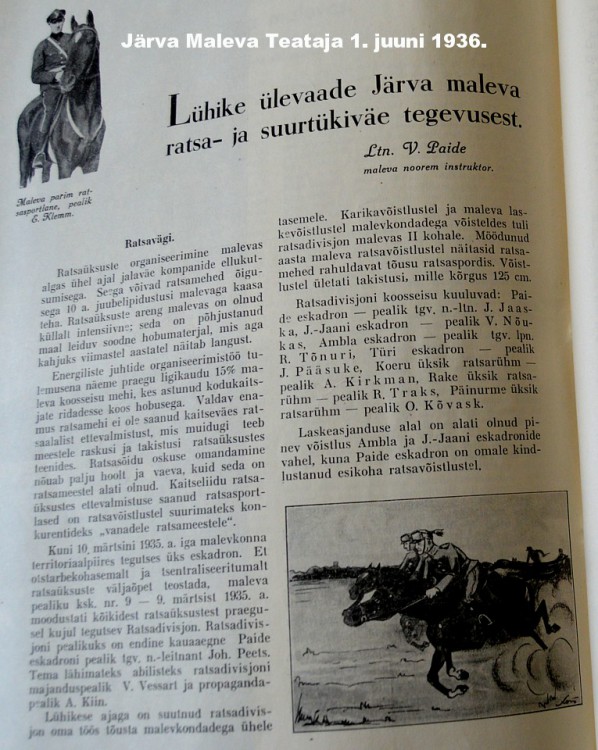 Järva Maleva Teataja 1. juuni 1936.
Lühike ülevaade Järva maleva
ratsa- ja suurtükiväe tegevusest.
Ltn. V. Paide
maleva noorem instruktor.
Maleva parim rat-
sasportlane, pealik
E. Klemm.
Ratsavägi.
Ratsaüksuste organiseerimine malevas
algas ühel ajal jalaväe kompanide ellukut-
sumisega. Seega võivad ratsamehed õigu-
sega 10 a. juubelipidustusi malevaga kaasa
teha. Ratsaüksuste areng malevas on olnud
küllalt intensiivne; seda on põhjustanud
maal leiduv soodne hobumaterjal, mis aga
kahjuks viimastel aastatel näitab langust.
Energiliste juhtide organiseerimistöö tu-
lemusena näeme praegu ligikaudu 15% ma-
leva koosseisu mehi, kes astunud kodukaits-
jate ridadesse koos hobusega. Valdav ena-
mus ratsamehi ei ole saanud kaitseväes rat-
saalalist ettevalmistust, mis muidugi teeb
meestele raskusi ja takistusi ratsaüksustes
teenides. Ratsasõidu oskuse omandamine
nõuab palju hoolt ja vaeva, kuid seda on
ratsameestel alati olnud. Kaitseliidu ratsa-
üksustes ettevalmistuse saanud ratsasport-
lased on ratsavõistlustel suurimateks kon-
kurentideks „vanadele ratsameestele“.
Kuni 10. märtsini 1935. a. iga malevkonna
territoriaalpiires tegutses üks eskadron. Et
otstarbekohasemalt ja tsentraliseeritumalt
ratsaüksuste väljaõpet teostada, maleva
pealiku ksk. nr. 9 — 9. märtsist 1935. a.
moodustati kõikidest ratsaüksustest praegu-
sel kujul tegutsev Ratsadivisjon. Ratsadivis-
joni pealikuks on endine kauaaegne Paide
eskadroni pealik tgv. n.-leitnant Joh. Peets.
Tema lähimateks abilisteks ratsadivisjoni
majanduspealik V. Vessart ja propaganda-
pealik A. Kiin.
Lühikese ajaga on suutnud ratsadivis-
jon oma töös tõusta malevkondadega ühele
tasemele. Karikavõistlustel ja maleva las-
kevõistlustel malevkondadega võisteldes tuli
ratsadivisjon malevas II kohale. Möödunud
aasta maleva ratsavõistlustel näitasid ratsa-
mehed rahuldavat tõusu ratsaspordis. Võist-
lustel ületati takistusi, mille kõrgus 125 cm.
Ratsadivisjoni koosseisu kuuluvad: Pai-
de eskadron — pealik tgv. n.-ltn. J. Jaas-
ka, J.-Jaani eskadron — pealik V. Nõu-
kas, Ambla eskadron — pealik tgv. lpn.
R. Tõnuri, Türi eskadron — pealik
J. Pääsuke, Koeru üksik ratsarühm —
pealik A. Kirkman, Rake üksik ratsa-
rühm — pealik R. Traks, Päinurme üksik
ratsarühm — pealik O. Kõvask.
Laskeasjanduse alal on alati olnud pi-
nev võistlus Ambla ja J.-Jaani eskadronide
vahel, kuna Paide eskadron on omale kind-
lustanud esikoha ratsavõistlustel.